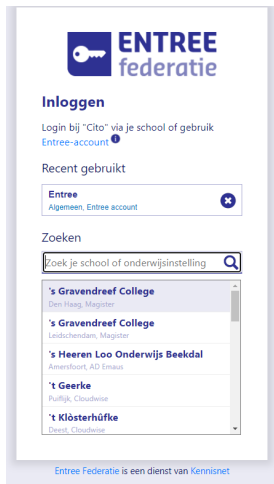 ENTREE
federatie
Inloggen
Login bij "Cito" via je school of gebruik
Entree-account
Recent gebruikt
Entree
Algemeen, Entree account
Zoeken
Zoek je school of onderwijsinstelling
's Gravendreef College
Den Haag, Magister
's Gravendreef College
Leidschendam, Magister
's Heeren Loo Onderwijs Beekdal
Amersfoort, AD Emaus
't Geerke
Puiflijk, Cloudwise
't Klòsterhûfke
Deest, Cloudwise
Entree Federatie is een dienst van Kennisnet